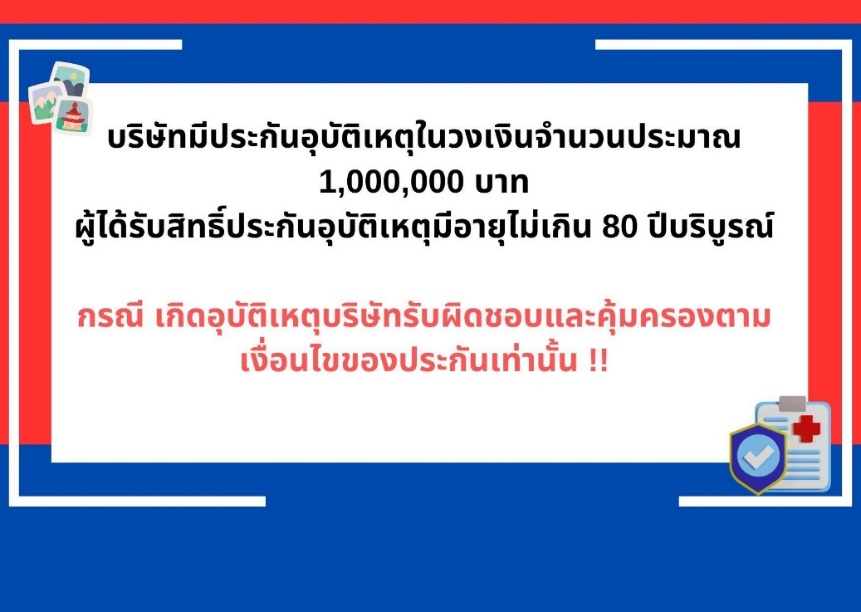 บริษัทมีประกันอุบัติเหตุในวงเงินจำนวนประมาณ
1,000,000 บาท
ผู้ได้รับสิทธิ์ประกันอุบัติเหตุมีอายุไม่เกิน 80 ปีบริบูรณ์
กรณี เกิดอุบัติเหตุบริษัทรับผิดชอบและคุ้มครองตาม
เงื่อนไขของประกันเท่านั้น !!